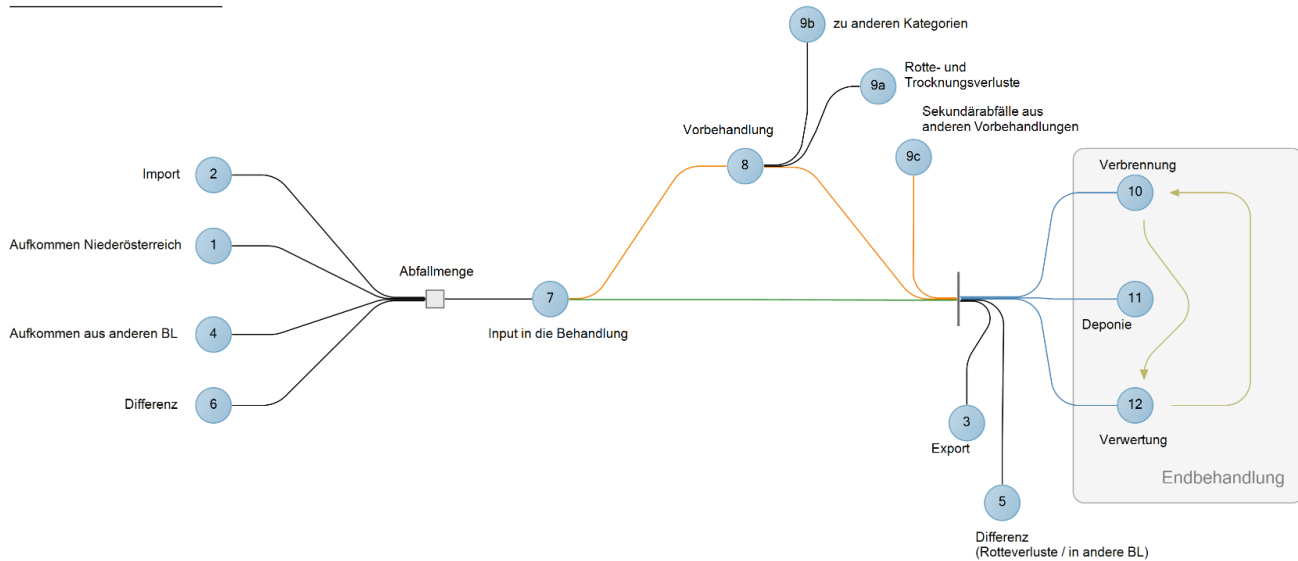 9b
zu anderen Kategorien
9a
Rotte- und
Trocknungsverluste
Vorbehandlung
8
Sekundärabfälle aus
anderen Vorbehandlungen
9c
Import
2
Aufkommen Niederösterreich
1
Abfallmenge
7
Input in die Behandlung
Aufkommen aus anderen BL
4
Differenz
6
Verbrennung
10
11
Deponie
12
Verwertung
Endbehandlung
3
Export
5
Differenz
(Rotteverluste / in andere BL)